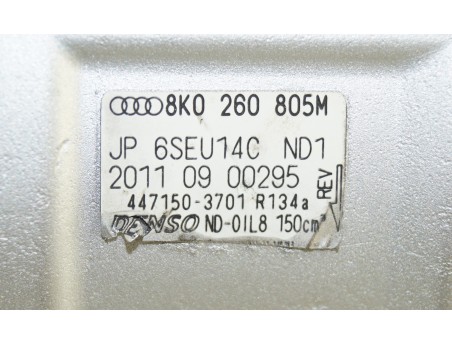 8K0 260 805M
JP 6SEU14C ND1
2011 09 00295
REV
447150-3701 R134a
DENSO ND-OIL8 150cm³